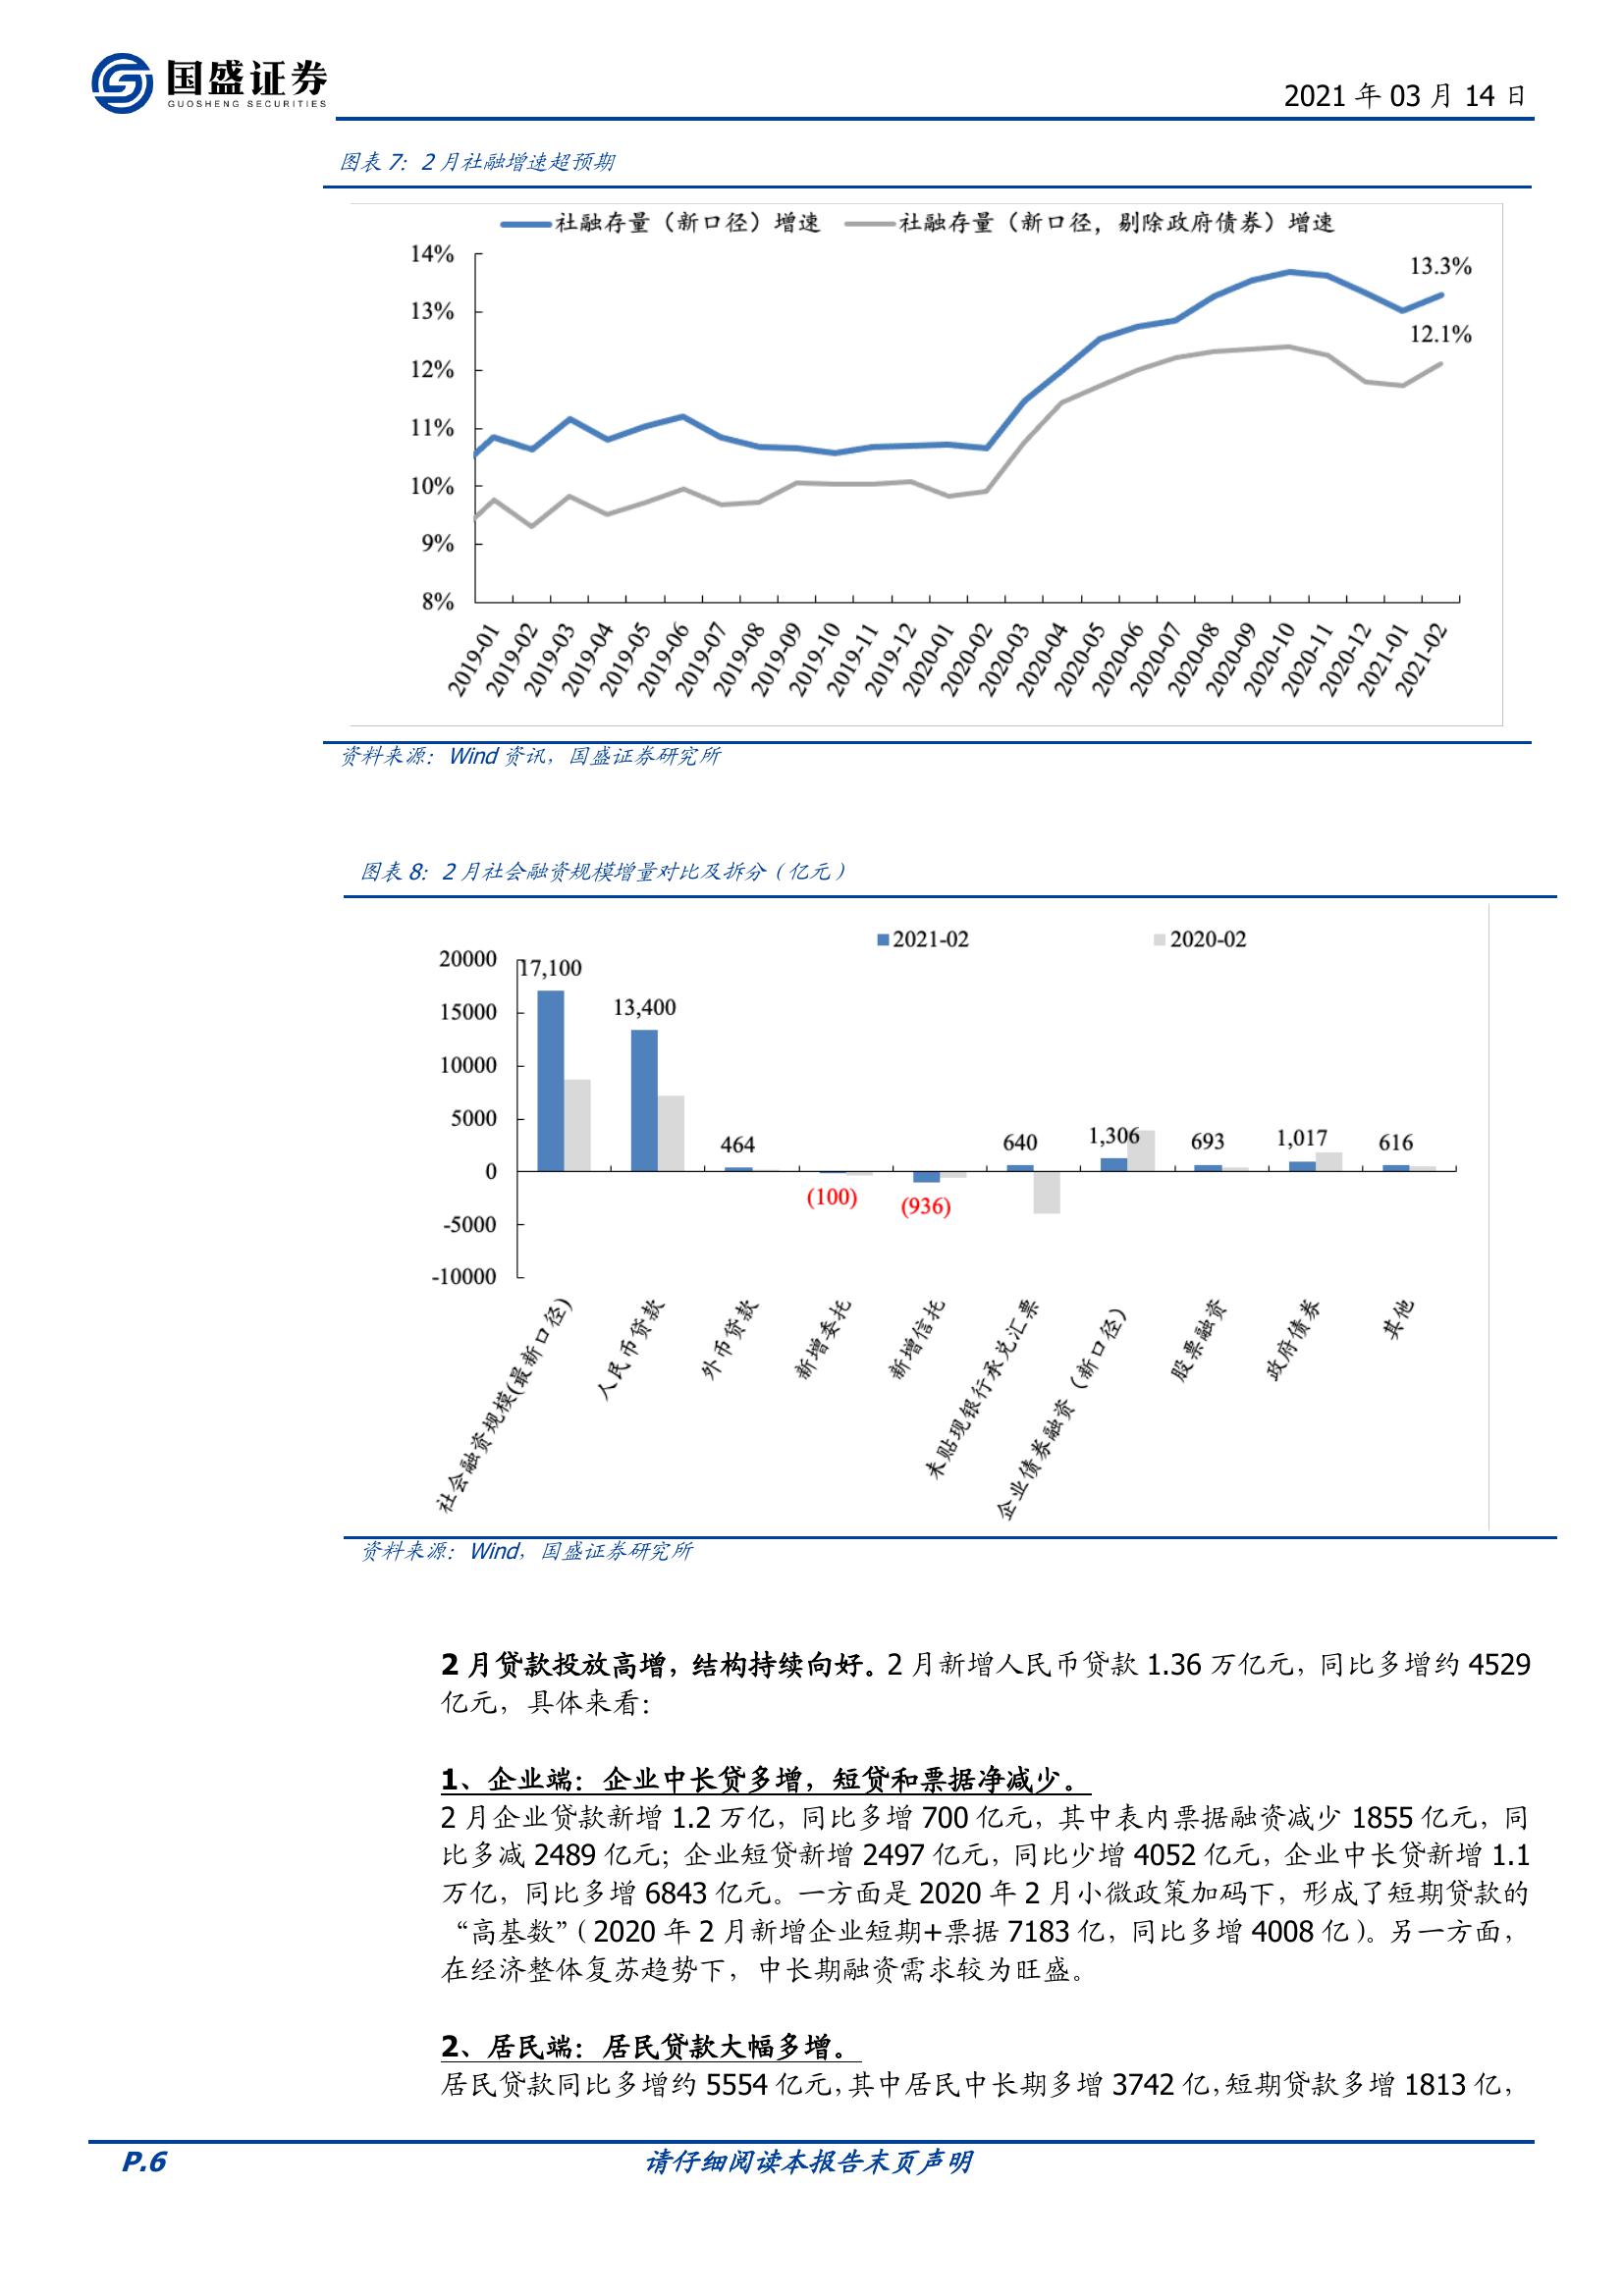 国盛证券
GUOSHENG SECURITIES
2021 年 03 月 14 日
图表 7：2 月社融增速超预期
社融存量（新口径）增速 社融存量（新口径，剔除政府债券）增速
14%
13%
12%
11%
10%
9%
8%
13.3%
12.1%
2019-01 2019-02 2019-03 2019-04 2019-05 2019-06 2019-07 2019-08 2019-09 2019-10 2019-11 2019-12 2020-01 2020-02 2020-03 2020-04 2020-05 2020-06 2020-07 2020-08 2020-09 2020-10 2020-11 2020-12 2021-01 2021-02
资料来源：Wind 资讯，国盛证券研究所
图表 8：2 月社会融资规模增量对比及拆分（亿元）
2021-02 2020-02
20000
15000
10000
5000
0
-5000
-10000
17,100 13,400 464 (100) (936) 640 1,306 693 1,017 616
社会融资规模(最新口径) 人民币贷款 外币贷款 新增委托 新增信托 未贴现银行承兑汇票 企业债券融资（新口径） 股票融资 政府债券 其他
资料来源：Wind，国盛证券研究所
2 月贷款投放高增，结构持续向好。2 月新增人民币贷款 1.36 万亿元，同比多增约 4529
亿元，具体来看：
1、企业端：企业中长贷多增，短贷和票据净减少。
2 月企业贷款新增 1.2 万亿，同比多增 700 亿元，其中表内票据融资减少 1855 亿元，同
比多减 2489 亿元；企业短贷新增 2497 亿元，同比少增 4052 亿元，企业中长贷新增 1.1
万亿，同比多增 6843 亿元。一方面是 2020 年 2 月小微政策加码下，形成了短期贷款的
“高基数”（2020 年 2 月新增企业短期+票据 7183 亿，同比多增 4008 亿）。另一方面，
在经济整体复苏趋势下，中长期融资需求较为旺盛。
2、居民端：居民贷款大幅多增。
居民贷款同比多增约 5554 亿元，其中居民中长期多增 3742 亿，短期贷款多增 1813 亿，
P.6 请仔细阅读本报告末页声明